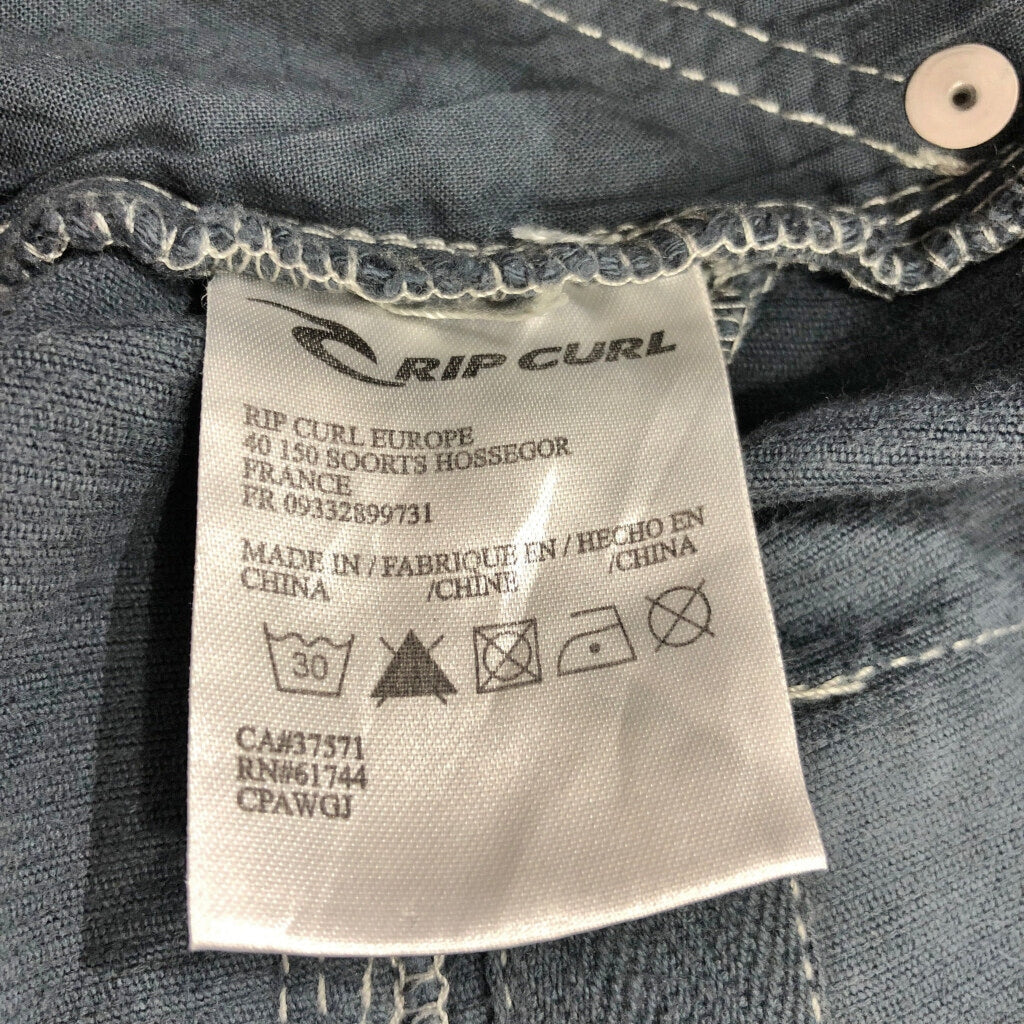 RIP CURL
RIP CURL EUROPE
40 150 SOORTS HOSSEGOR
FRANCE
FR 09332899731
MADE IN / FABRIQUE EN / HECHO EN
CHINA /CHINE /CHINA
30
CA#37571
RN#61744
CPAWGJ